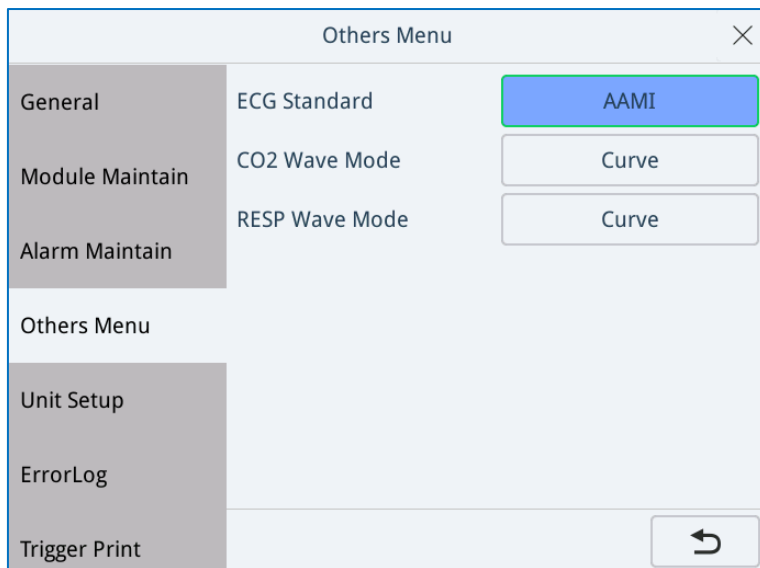 Others Menu
General
Module Maintain
Alarm Maintain
Others Menu
Unit Setup
ErrorLog
Trigger Print
ECG Standard AAMI
CO2 Wave Mode Curve
RESP Wave Mode Curve